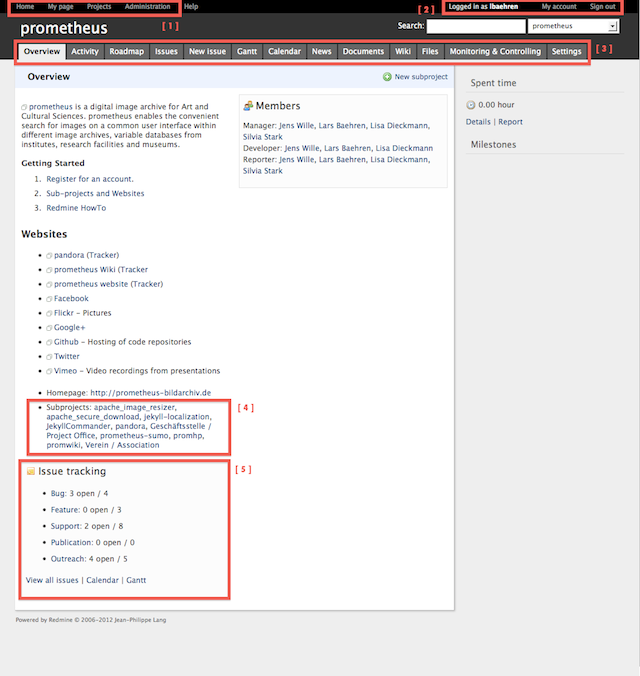 Home My page Projects Administration Help [ 1 ] [ 2 ] Logged in as lbaehren My account Sign out
prometheus Search: prometheus
Overview Activity Roadmap Issues New issue Gantt Calendar News Documents Wiki Files Monitoring & Controlling Settings [ 3 ]
Overview New subproject
prometheus is a digital image archive for Art and
Cultural Sciences. prometheus enables the convenient
search for images on a common user interface within
different image archives, variable databases from
institutes, research facilities and museums.
Getting Started
1. Register for an account.
2. Sub-projects and Websites
3. Redmine HowTo
Members
Manager: Jens Wille, Lars Baehren, Lisa Dieckmann,
Silvia Stark
Developer: Jens Wille, Lars Baehren, Lisa Dieckmann
Reporter: Jens Wille, Lars Baehren, Lisa Dieckmann,
Silvia Stark
Spent time
0.00 hour
Details | Report
Milestones
Websites
• pandora (Tracker)
• prometheus Wiki (Tracker
• prometheus website (Tracker)
• Facebook
• Flickr - Pictures
• Google+
• Github - Hosting of code repositories
• Twitter
• Vimeo - Video recordings from presentations
• Homepage: http://prometheus-bildarchiv.de
• Subprojects: apache_image_resizer,
apache_secure_download, jekyll-localization,
JekyllCommander, pandora, Geschäftsstelle /
Project Office, prometheus-sumo, promhp,
promwiki, Verein / Association
[ 4 ]
Issue tracking
[ 5 ]
• Bug: 3 open / 4
• Feature: 0 open / 3
• Support: 2 open / 8
• Publication: 0 open / 0
• Outreach: 4 open / 5
View all issues | Calendar | Gantt
Powered by Redmine © 2006-2012 Jean-Philippe Lang